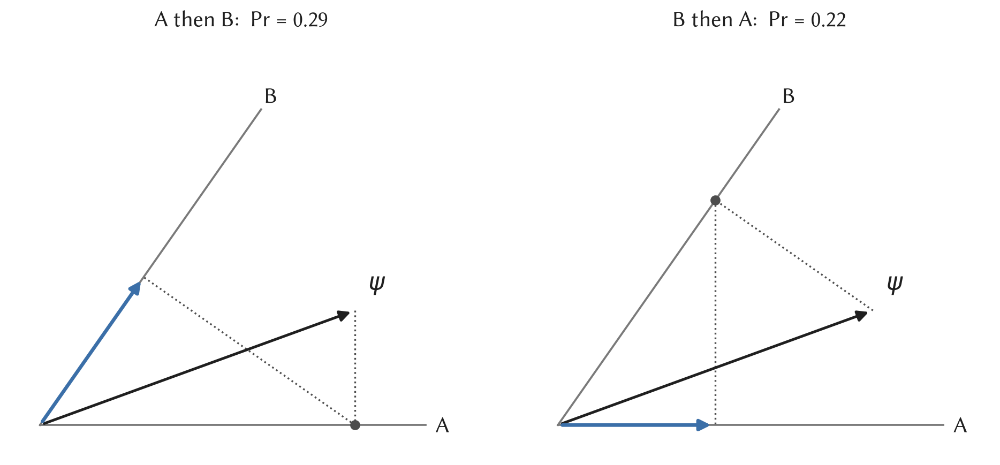 A then B: Pr = 0.29
B
ψ
A
B then A: Pr = 0.22
B
ψ
A